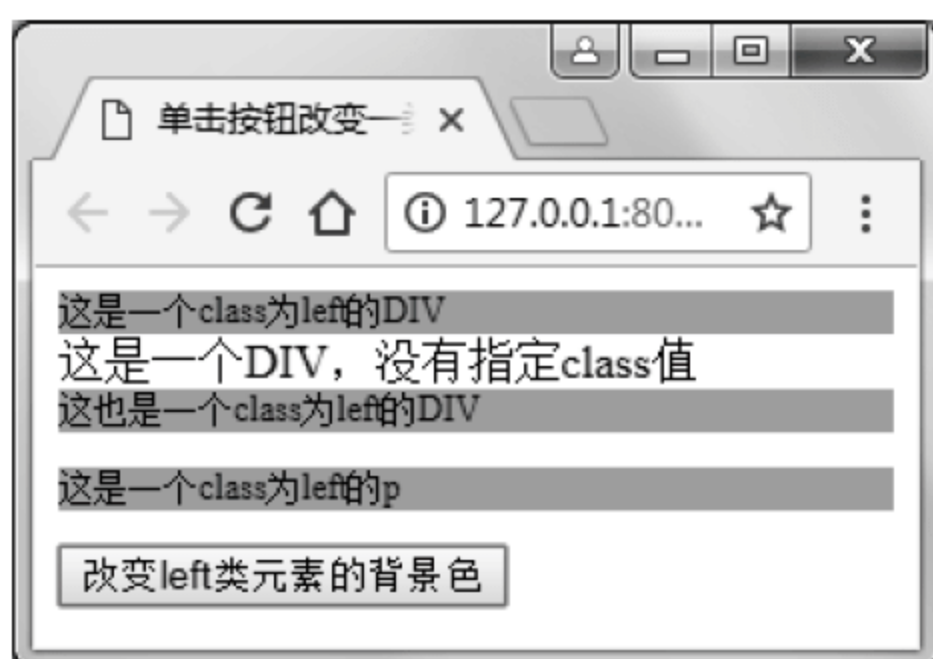 单击按钮改变一
127.0.0.1:80...
这是一个class为left的DIV
这是一个DIV，没有指定class值
这也是一个class为left的DIV
这是一个class为left的p
改变left类元素的背景色